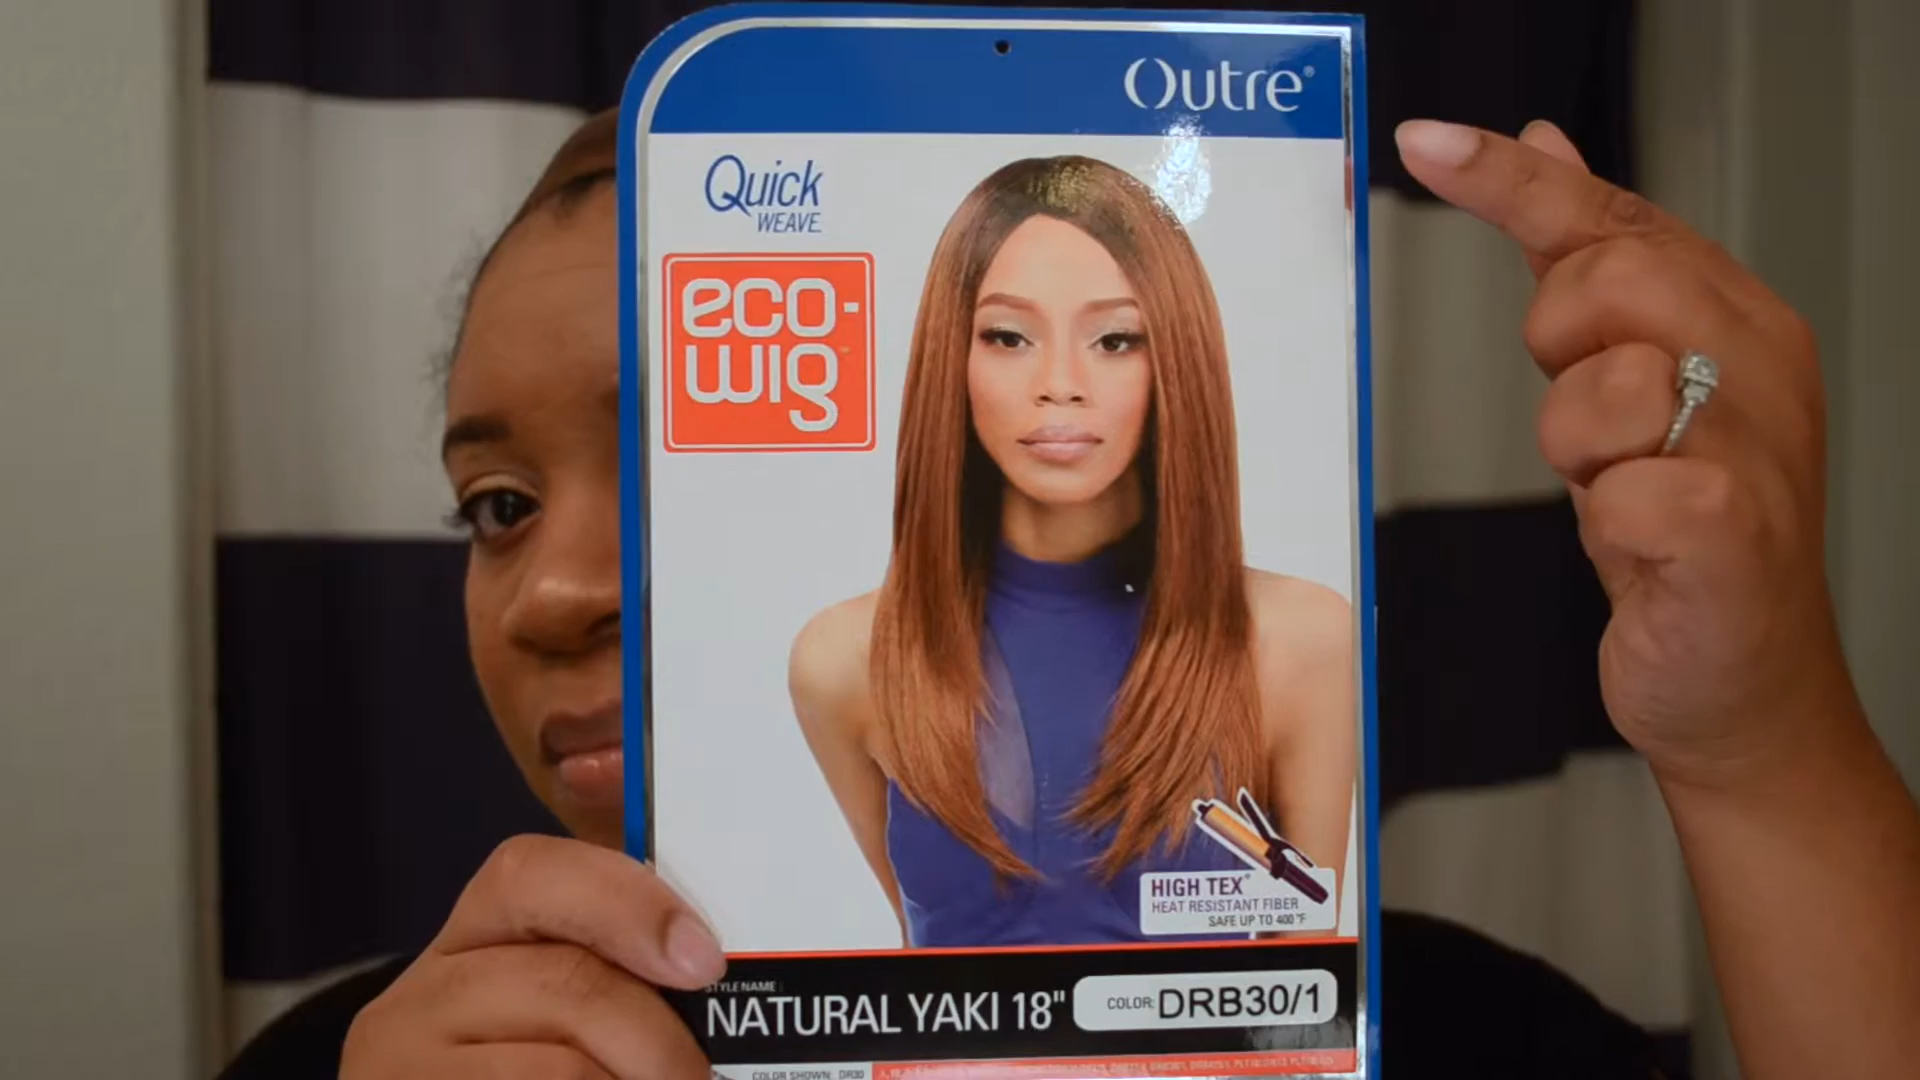 Outre®
Quick
WEAVE
eco-
wig
HIGH TEX®
HEAT RESISTANT FIBER
SAFE UP TO 400°F
STYLE NAME :
NATURAL YAKI 18"
COLOR: DRB30/1
COLOR SHOWN: DR30